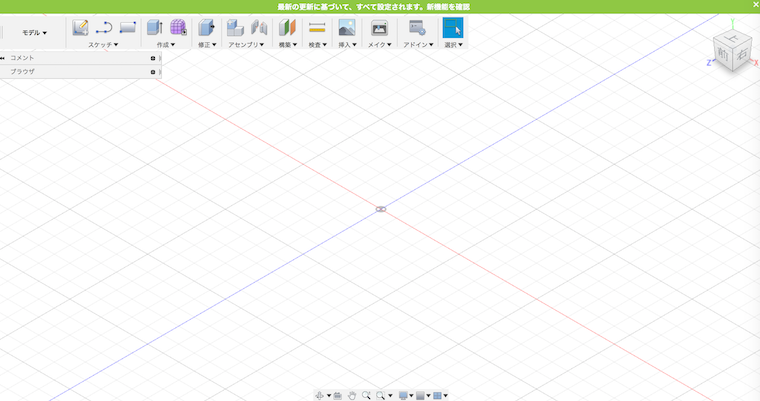 最新の更新に基づいて、すべて設定されます。新機能を確認
モデル
スケッチ 作成 修正 アセンブリ 構築 検査 挿入 メイク アドイン 選択
コメント
ブラウザ
Y
上
前 右
Z X